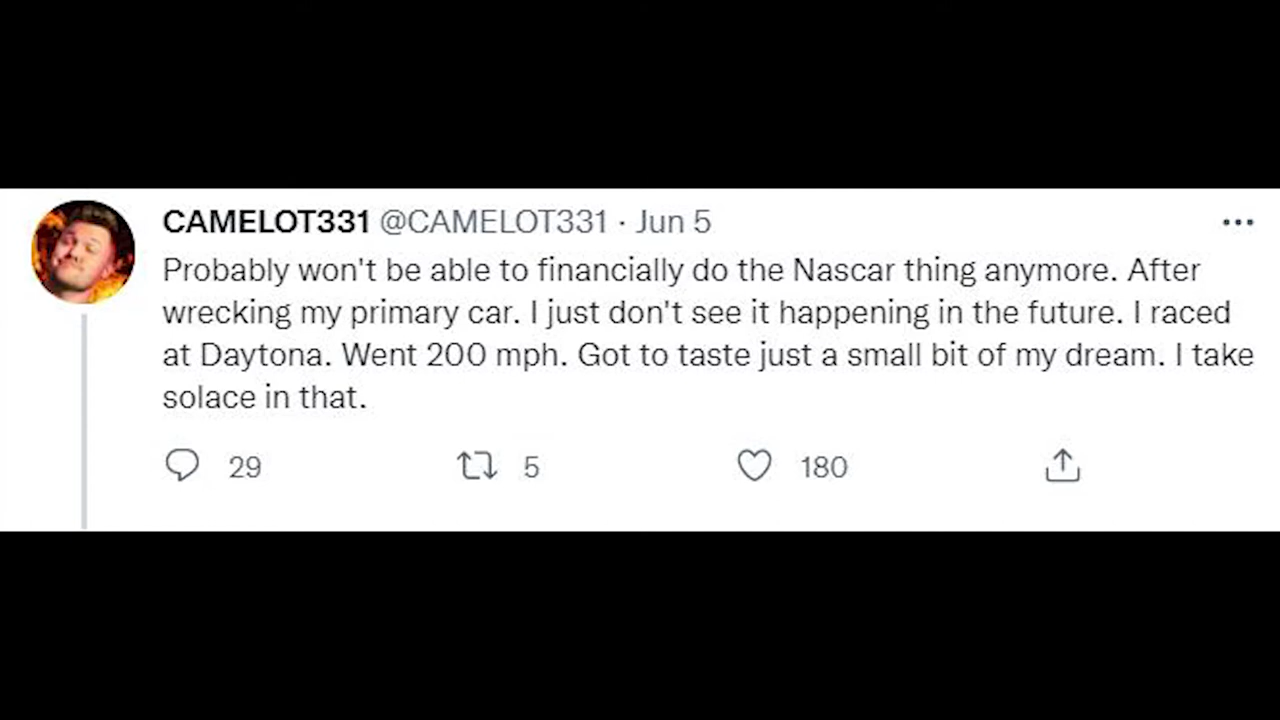 CAMELOT331 @CAMELOT331 · Jun 5
Probably won't be able to financially do the Nascar thing anymore. After
wrecking my primary car. I just don't see it happening in the future. I raced
at Daytona. Went 200 mph. Got to taste just a small bit of my dream. I take
solace in that.
29 5 180